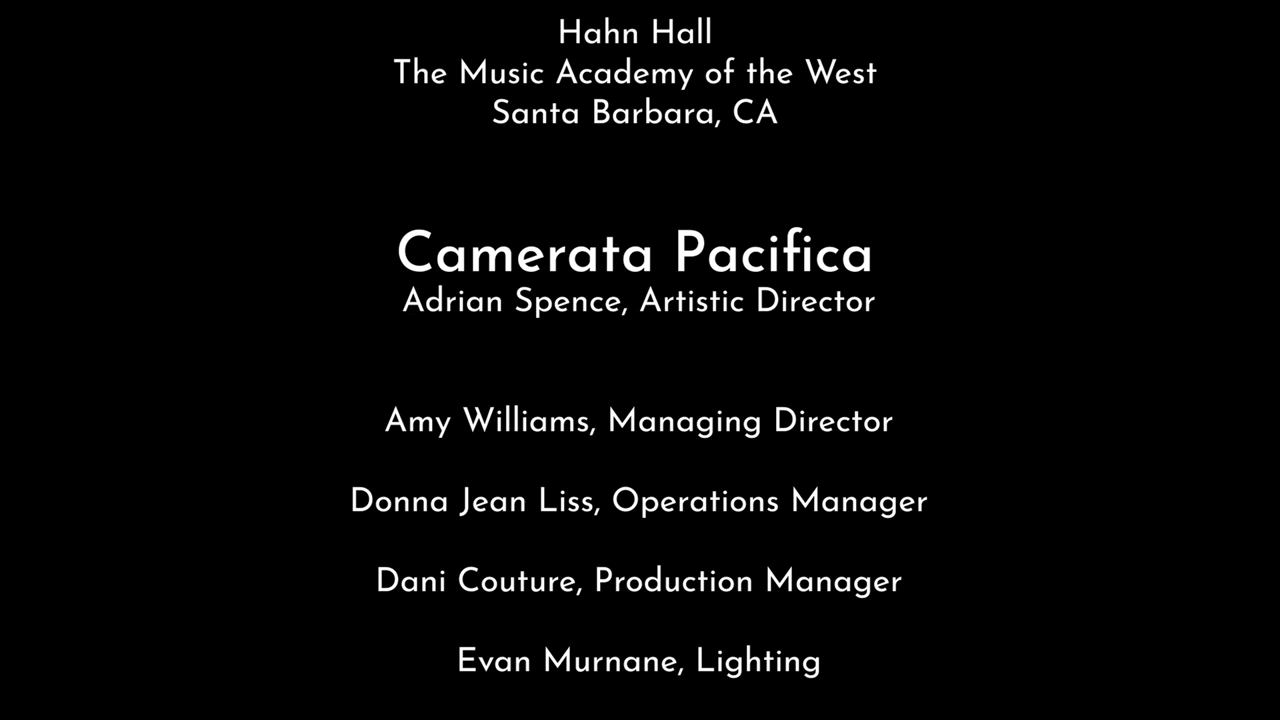 Hahn Hall
The Music Academy of the West
Santa Barbara, CA
Camerata Pacifica
Adrian Spence, Artistic Director
Amy Williams, Managing Director
Donna Jean Liss, Operations Manager
Dani Couture, Production Manager
Evan Murnane, Lighting